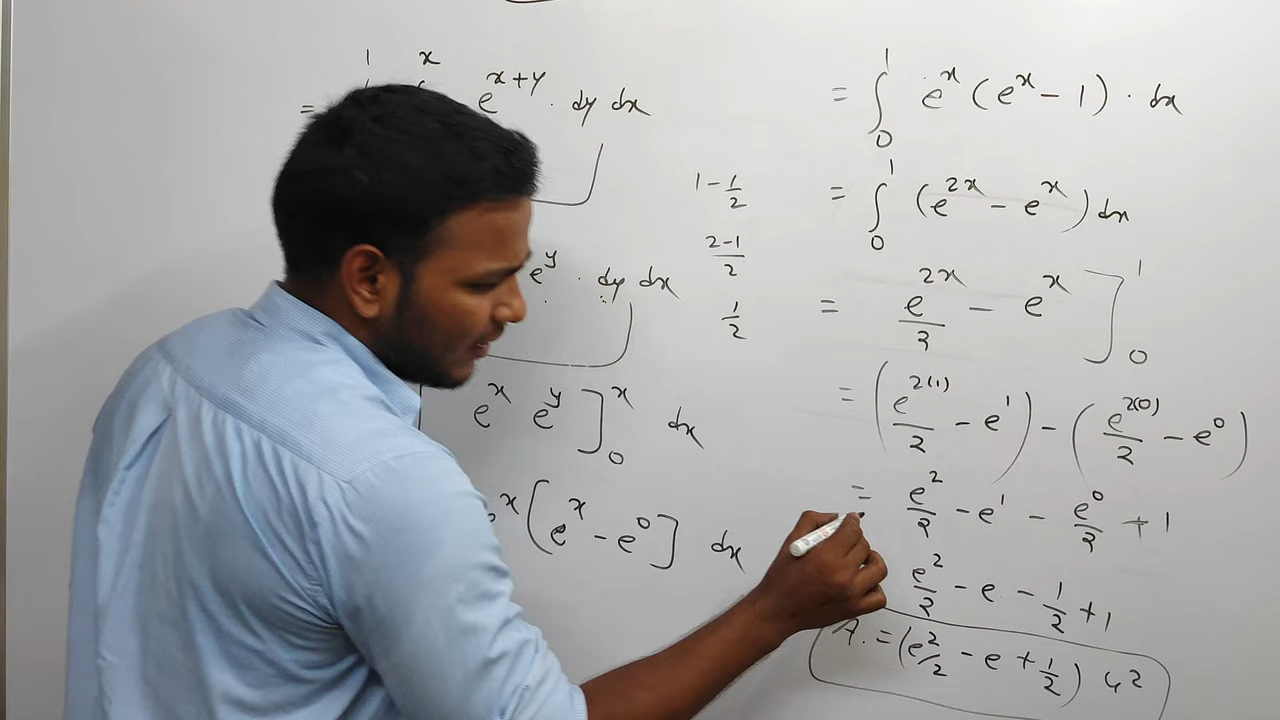 1 x
= e^{x+y} · dy dx
e^y · dy dx
e^x e^y ]_0^x dx
x ( e^x - e^0 ] dx
1 - 1/2
2-1/2
1/2
= ∫_0^1 e^x (e^x - 1) · dx
= ∫_0^1 (e^{2x} - e^x) dx
= e^{2x}/2 - e^x ]_0^1
= (e^{2(1)}/2 - e^1) - (e^{2(0)}/2 - e^0)
= e^2/2 - e^1 - e^0/2 + 1
e^2/2 - e - 1/2 + 1
A. = (e^2/2 - e + 1/2) u^2